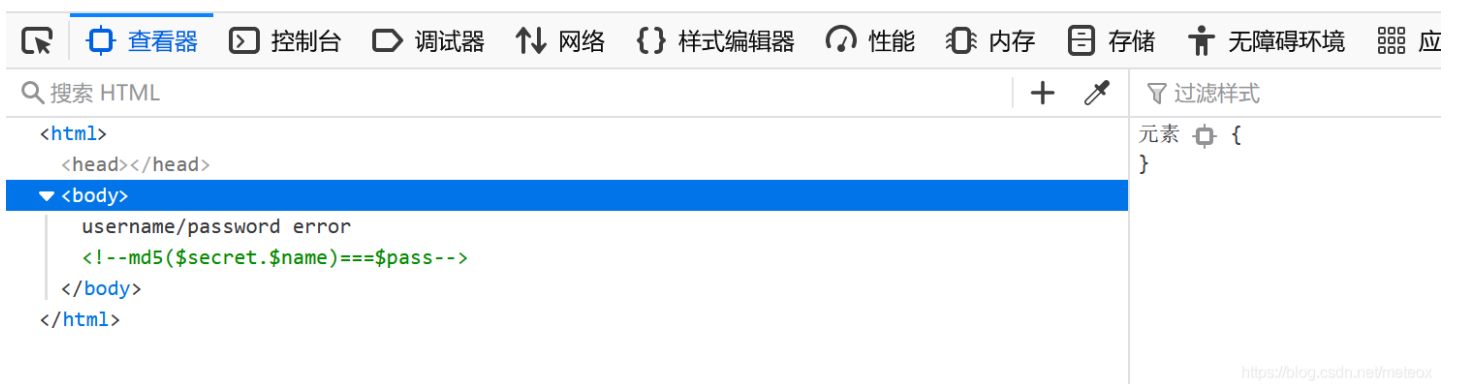 查看器 控制台 调试器 网络 {} 样式编辑器 性能 内存 存储 无障碍环境 应
搜索 HTML + 过滤样式
<html>
<head></head>
<body>
username/password error
<!--md5($secret.$name)===$pass-->
</body>
</html>
元素 {
}
https://blog.csdn.net/meteox